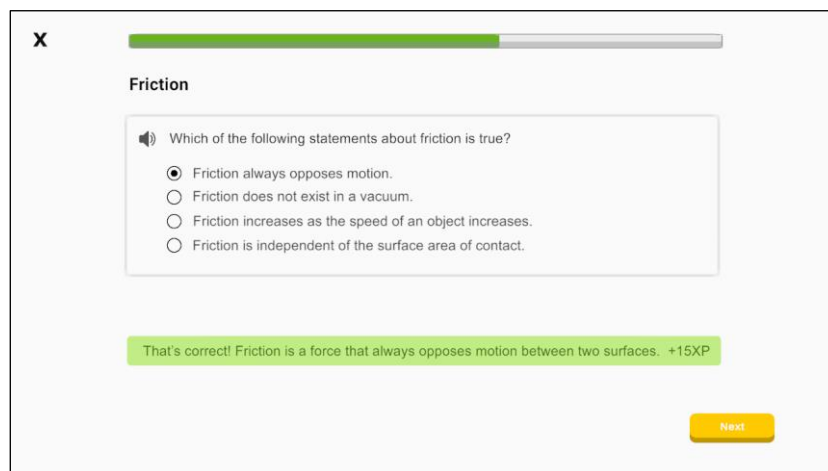 X
Friction
Which of the following statements about friction is true?
Friction always opposes motion.
Friction does not exist in a vacuum.
Friction increases as the speed of an object increases.
Friction is independent of the surface area of contact.
That's correct! Friction is a force that always opposes motion between two surfaces. +15XP
Next